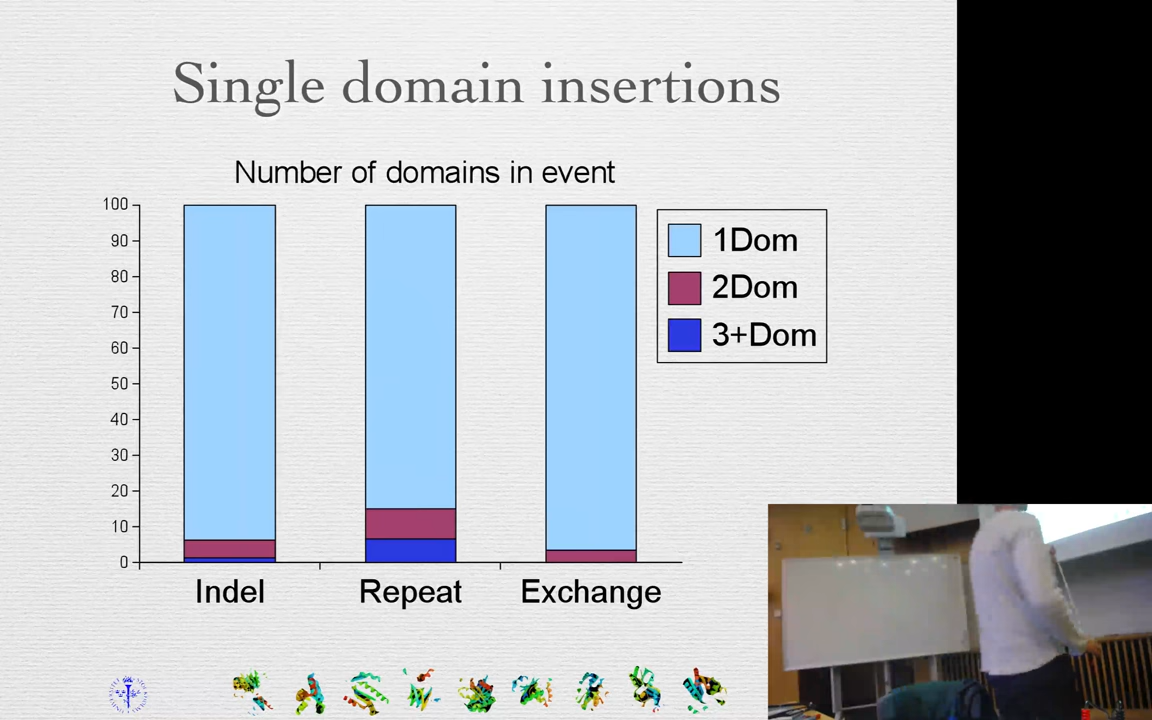 Single domain insertions
Number of domains in event
100
90
80
70
60
50
40
30
20
10
0
1Dom
2Dom
3+Dom
Indel
Repeat
Exchange